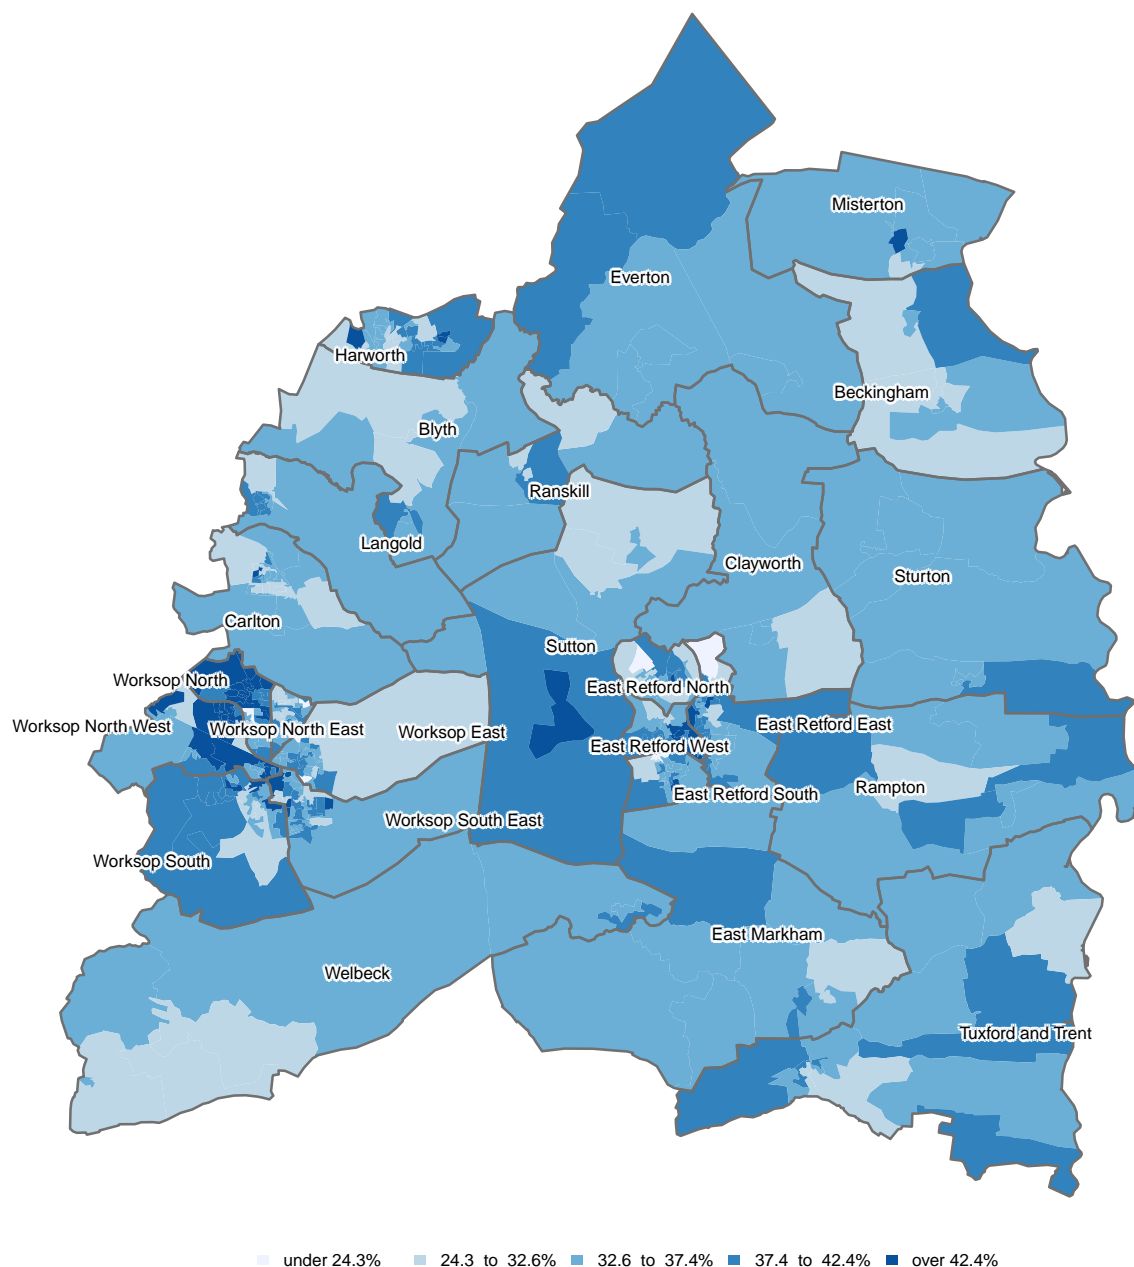 Misterton
Everton
Harworth
Beckingham
Blyth
Ranskill
Langold
Clayworth
Sturton
Carlton
Sutton
Worksop North
East Retford North
Worksop North West
Worksop North East
Worksop East
East Retford East
East Retford West
Rampton
East Retford South
Worksop South East
Worksop South
East Markham
Welbeck
Tuxford and Trent
under 24.3% 24.3 to 32.6% 32.6 to 37.4% 37.4 to 42.4% over 42.4%